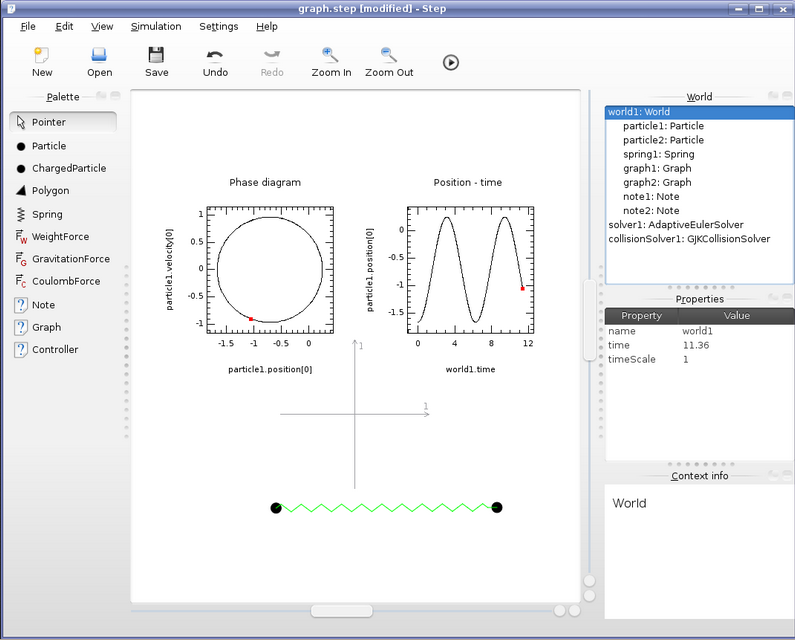 graph.step [modified] - Step
File Edit View Simulation Settings Help
New Open Save Undo Redo Zoom In Zoom Out
Palette
Pointer
Particle
ChargedParticle
Polygon
Spring
WeightForce
GravitationForce
CoulombForce
Note
Graph
Controller
Phase diagram
particle1.velocity[0]
1
0.5
0
-0.5
-1
-1.5 -1 -0.5 0
particle1.position[0]
Position - time
particle1.position[0]
0
-0.5
-1
-1.5
0 4 8 12
world1.time
1
1
World
world1: World
particle1: Particle
particle2: Particle
spring1: Spring
graph1: Graph
graph2: Graph
note1: Note
note2: Note
solver1: AdaptiveEulerSolver
collisionSolver1: GJKCollisionSolver
Properties
Property Value
name world1
time 11.36
timeScale 1
Context info
World